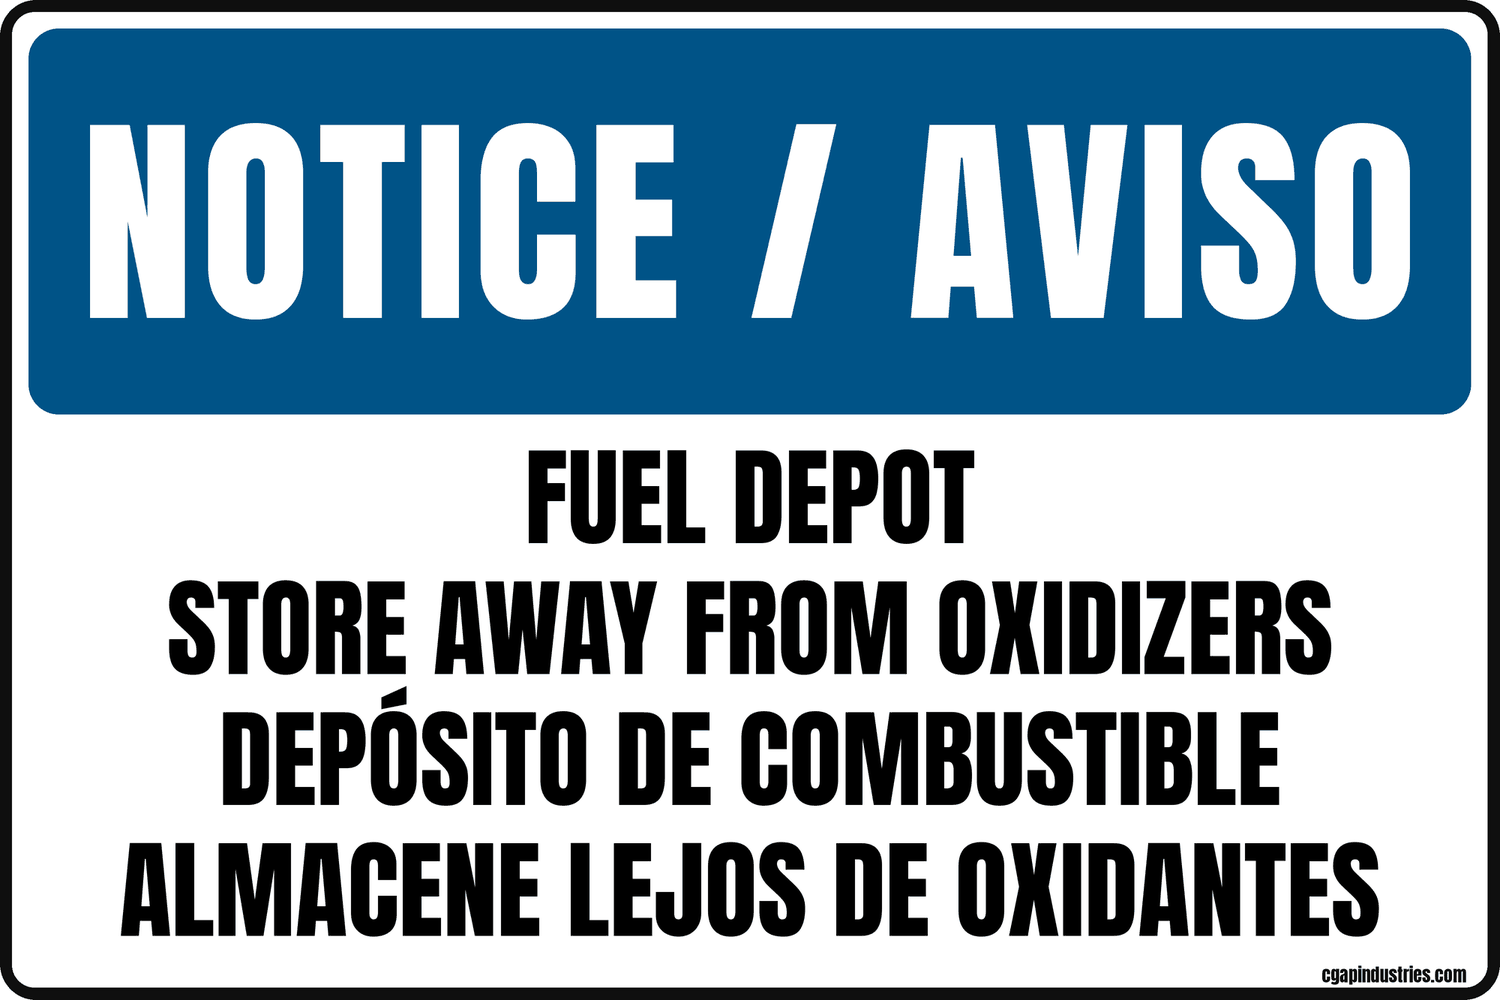 NOTICE / AVISO
FUEL DEPOT
STORE AWAY FROM OXIDIZERS
DEPÓSITO DE COMBUSTIBLE
ALMACENE LEJOS DE OXIDANTES
cgapindustries.com